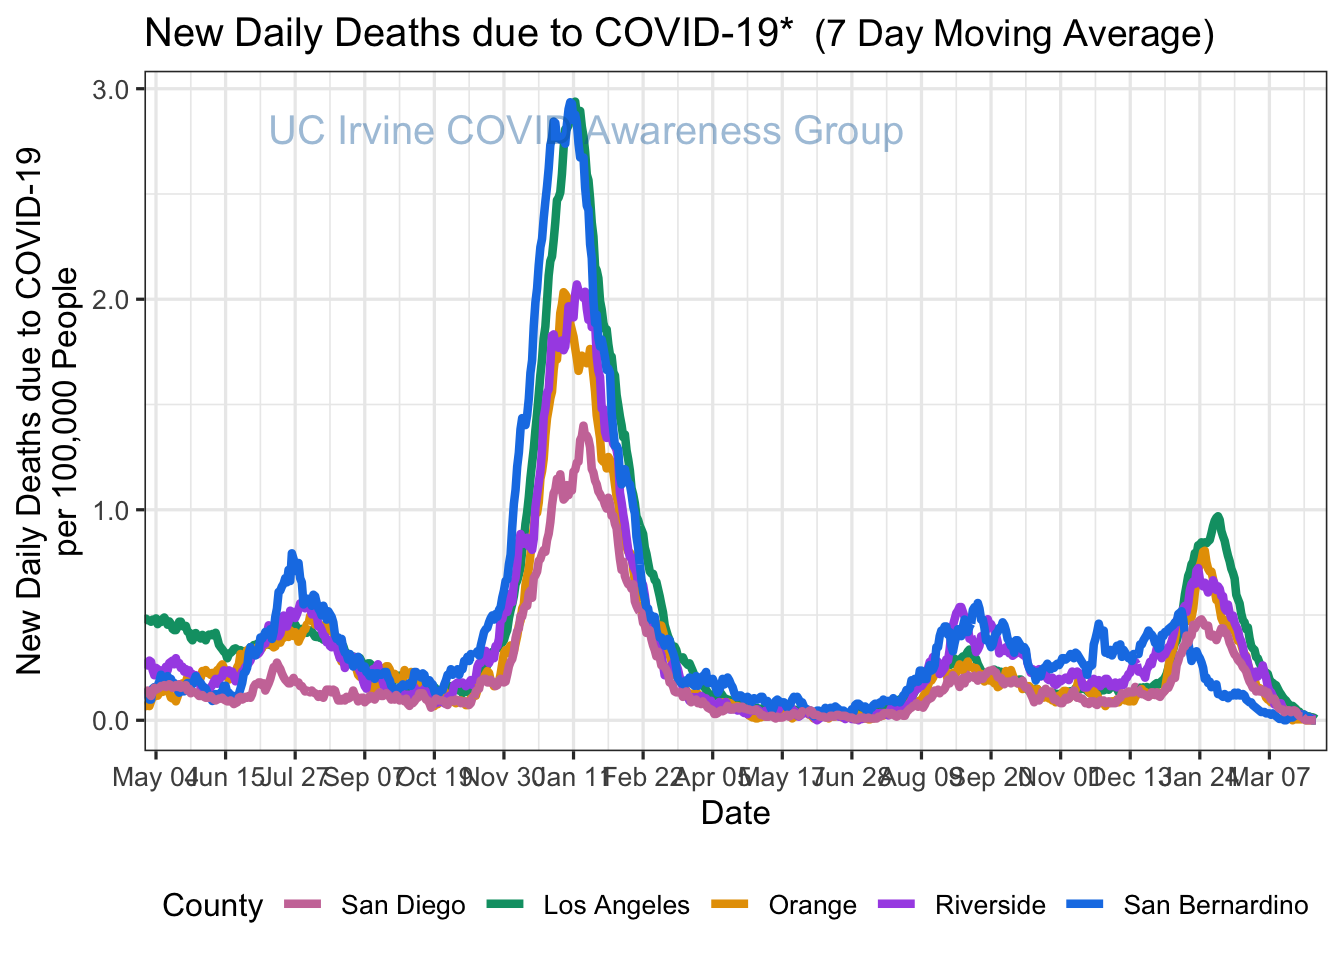 New Daily Deaths due to COVID-19* (7 Day Moving Average)
UC Irvine COVID Awareness Group
New Daily Deaths due to COVID-19
per 100,000 People
3.0
2.0
1.0
0.0
May 04 Jun 15 Jul 27 Sep 07 Oct 19 Nov 30 Jan 11 Feb 22 Apr 05 May 17 Jun 28 Aug 09 Sep 20 Nov 01 Dec 13 Jan 24 Mar 07
Date
County San Diego Los Angeles Orange Riverside San Bernardino